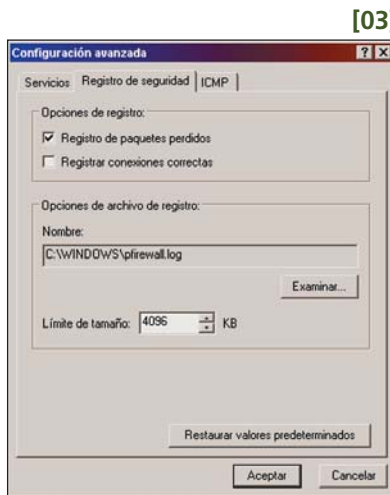 [03
Configuración avanzada
Servicios Registro de seguridad ICMP
Opciones de registro:
Registro de paquetes perdidos
Registrar conexiones correctas
Opciones de archivo de registro:
Nombre:
C:\WINDOWS\pfirewall.log
Examinar...
Límite de tamaño: 4096 KB
Restaurar valores predeterminados
Aceptar Cancelar